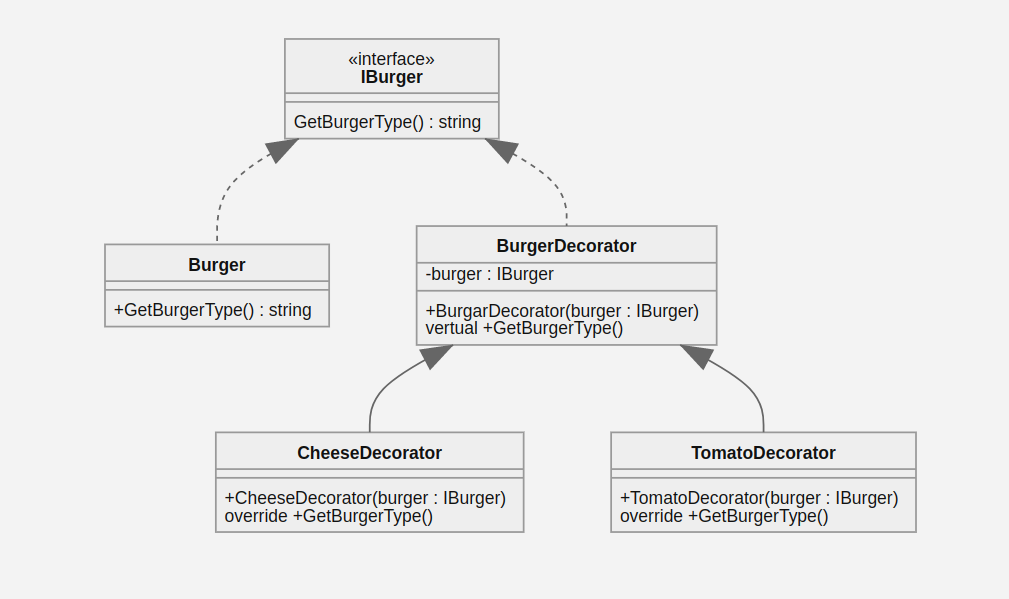 «interface»
IBurger
GetBurgerType() : string
Burger
+GetBurgerType() : string
BurgerDecorator
-burger : IBurger
+BurgarDecorator(burger : IBurger)
vertual +GetBurgerType()
CheeseDecorator
+CheeseDecorator(burger : IBurger)
override +GetBurgerType()
TomatoDecorator
+TomatoDecorator(burger : IBurger)
override +GetBurgerType()